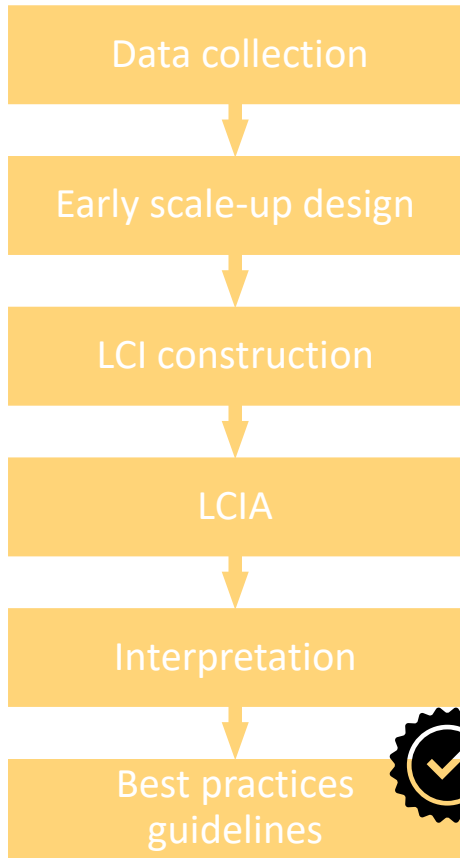 Data collection
Early scale-up design
LCI construction
LCIA
Interpretation
Best practices
guidelines